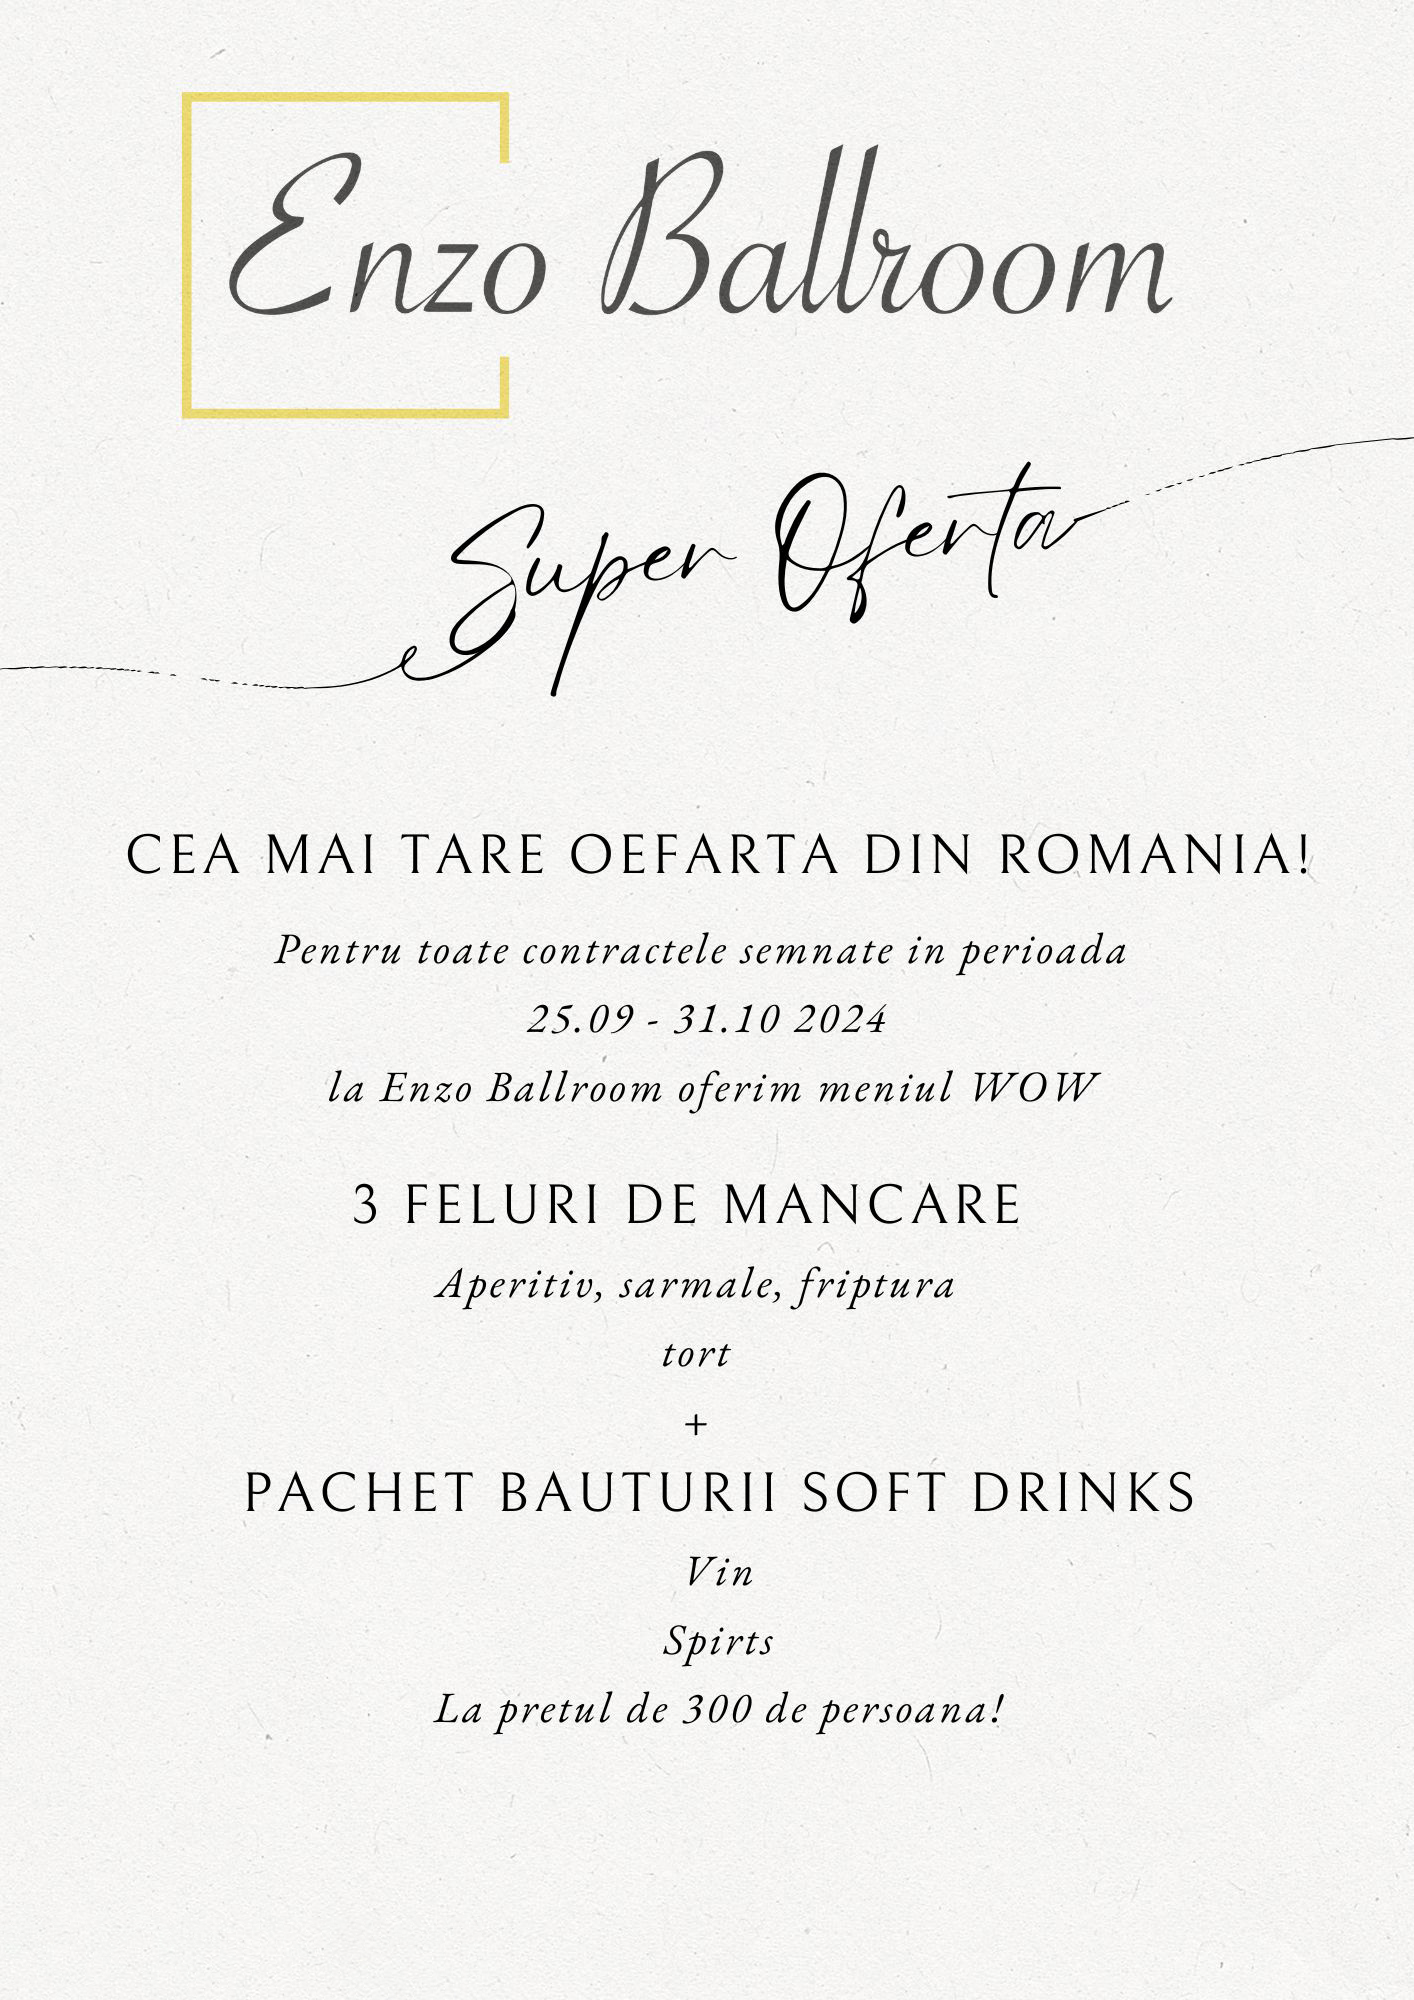 Enzo Ballroom
Super Oferta
CEA MAI TARE OEFARTA DIN ROMANIA!
Pentru toate contractele semnate in perioada
25.09 - 31.10 2024
la Enzo Ballroom oferim meniul WOW
3 FELURI DE MANCARE
Aperitiv, sarmale, friptura
tort
+
PACHET BAUTURII SOFT DRINKS
Vin
Spirts
La pretul de 300 de persoana!